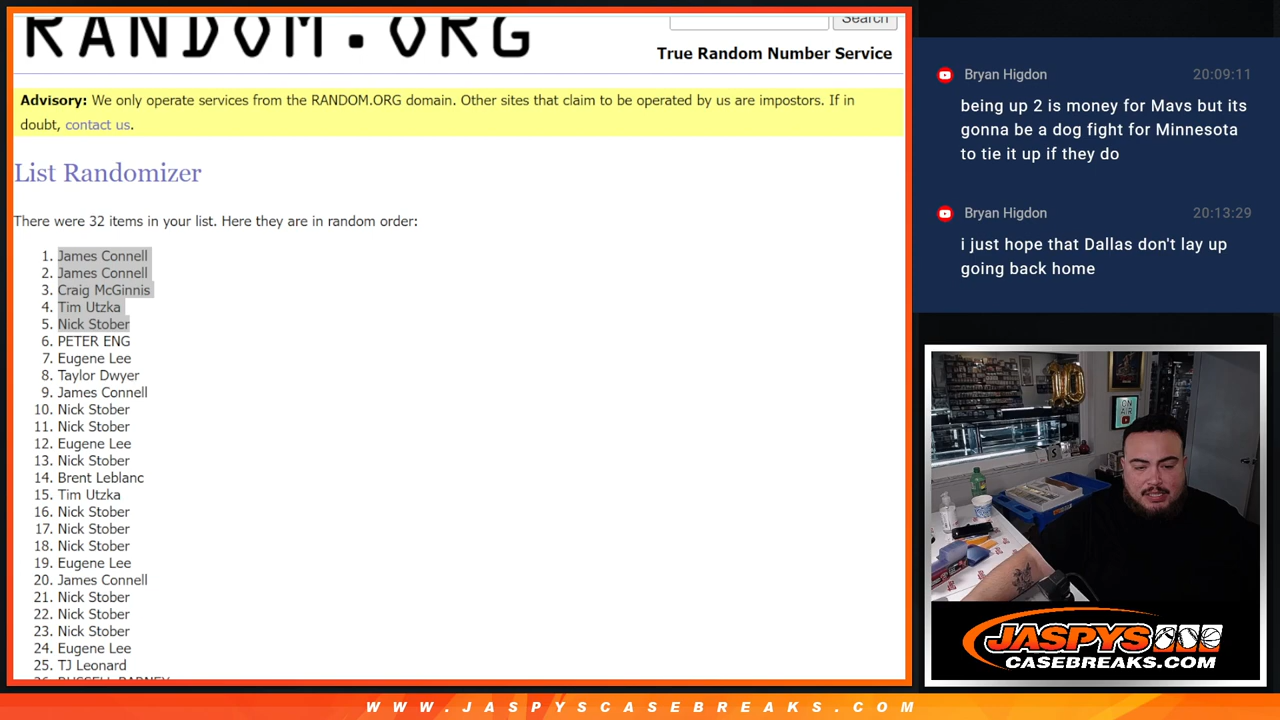 RANDOM.ORG
Search
True Random Number Service
Advisory: We only operate services from the RANDOM.ORG domain. Other sites that claim to be operated by us are impostors. If in
doubt, contact us.
List Randomizer
There were 32 items in your list. Here they are in random order:
1. James Connell
2. James Connell
3. Craig McGinnis
4. Tim Utzka
5. Nick Stober
6. PETER ENG
7. Eugene Lee
8. Taylor Dwyer
9. James Connell
10. Nick Stober
11. Nick Stober
12. Eugene Lee
13. Nick Stober
14. Brent Leblanc
15. Tim Utzka
16. Nick Stober
17. Nick Stober
18. Nick Stober
19. Eugene Lee
20. James Connell
21. Nick Stober
22. Nick Stober
23. Nick Stober
24. Eugene Lee
25. TJ Leonard
Bryan Higdon 20:09:11
being up 2 is money for Mavs but its
gonna be a dog fight for Minnesota
to tie it up if they do
Bryan Higdon 20:13:29
i just hope that Dallas don't lay up
going back home
10
ON
AIR
JASPYS
CASEBREAKS.COM
WWW.JASPYSCASEBREAKS.COM